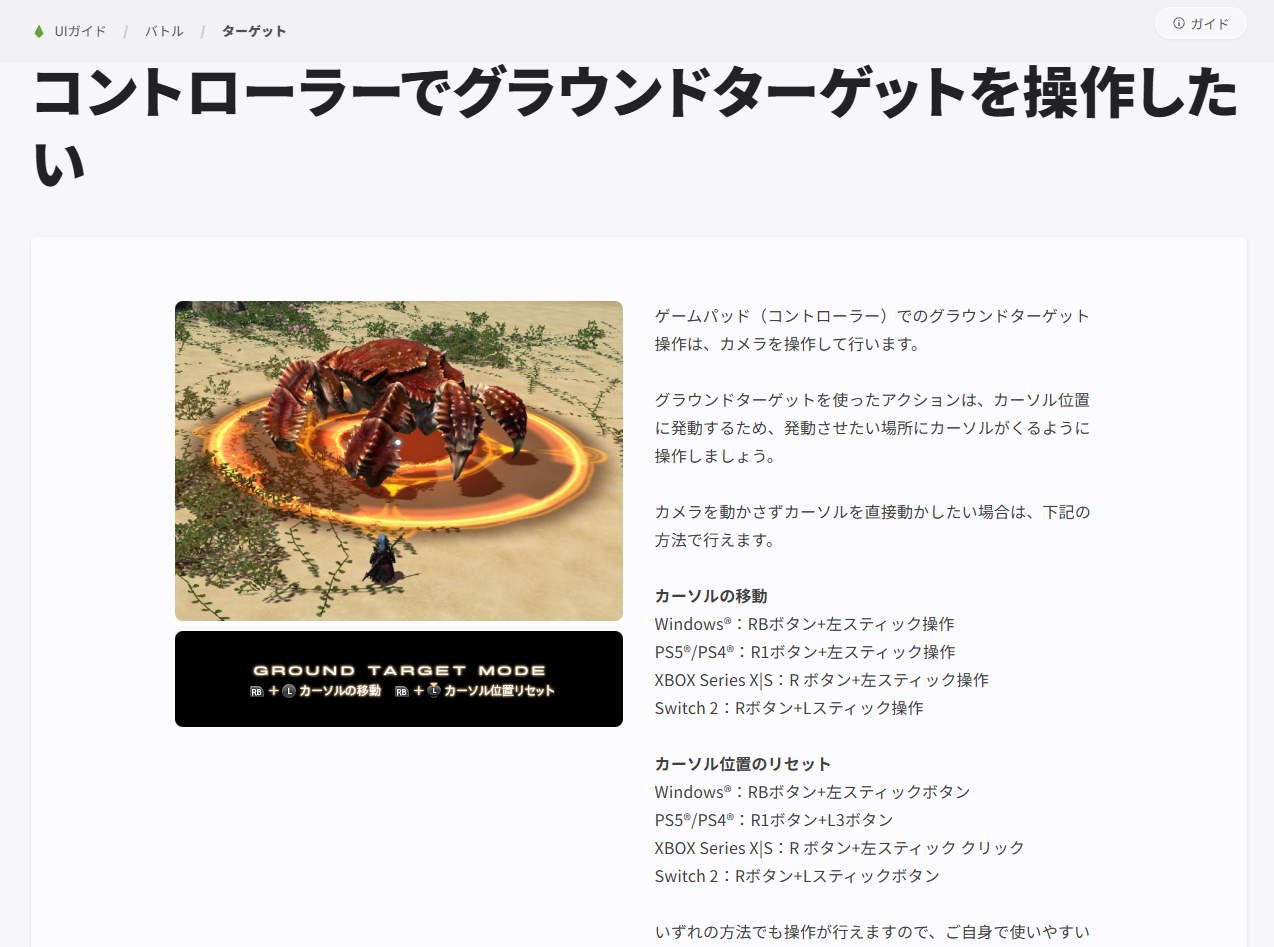 UIガイド / バトル / ターゲット
ガイド
コントローラーでグラウンドターゲットを操作した
い
GROUND TARGET MODE
RB + L カーソルの移動 RB + L カーソル位置リセット
ゲームパッド（コントローラー）でのグラウンドターゲット
操作は、カメラを操作して行います。
グラウンドターゲットを使ったアクションは、カーソル位置
に発動するため、発動させたい場所にカーソルがくるように
操作しましょう。
カメラを動かさずカーソルを直接動かしたい場合は、下記の
方法で行えます。
カーソルの移動
Windows®：RBボタン+左スティック操作
PS5®/PS4®：R1ボタン+左スティック操作
XBOX Series X|S：R ボタン+左スティック操作
Switch 2：Rボタン+Lスティック操作
カーソル位置のリセット
Windows®：RBボタン+左スティックボタン
PS5®/PS4®：R1ボタン+L3ボタン
XBOX Series X|S：R ボタン+左スティック クリック
Switch 2：Rボタン+Lスティックボタン
いずれの方法でも操作が行えますので、ご自身で使いやすい